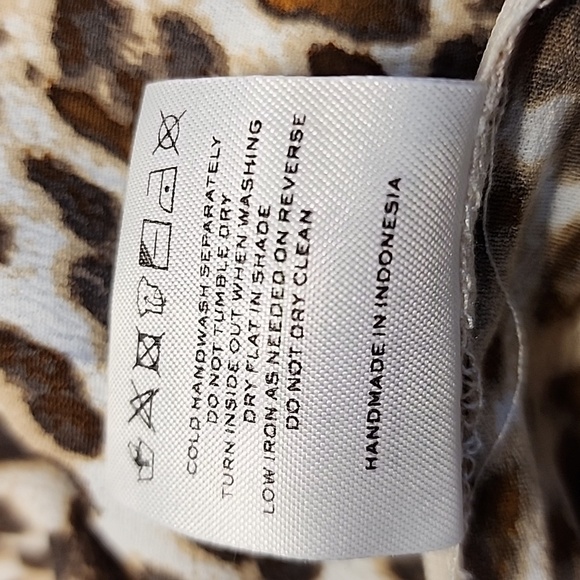 COLD HANDWASH SEPARATELY
DO NOT TUMBLE DRY
TURN INSIDE OUT WHEN WASHING
DRY FLAT IN SHADE
LOW IRON AS NEEDED ON REVERSE
DO NOT DRY CLEAN
HANDMADE IN INDONESIA